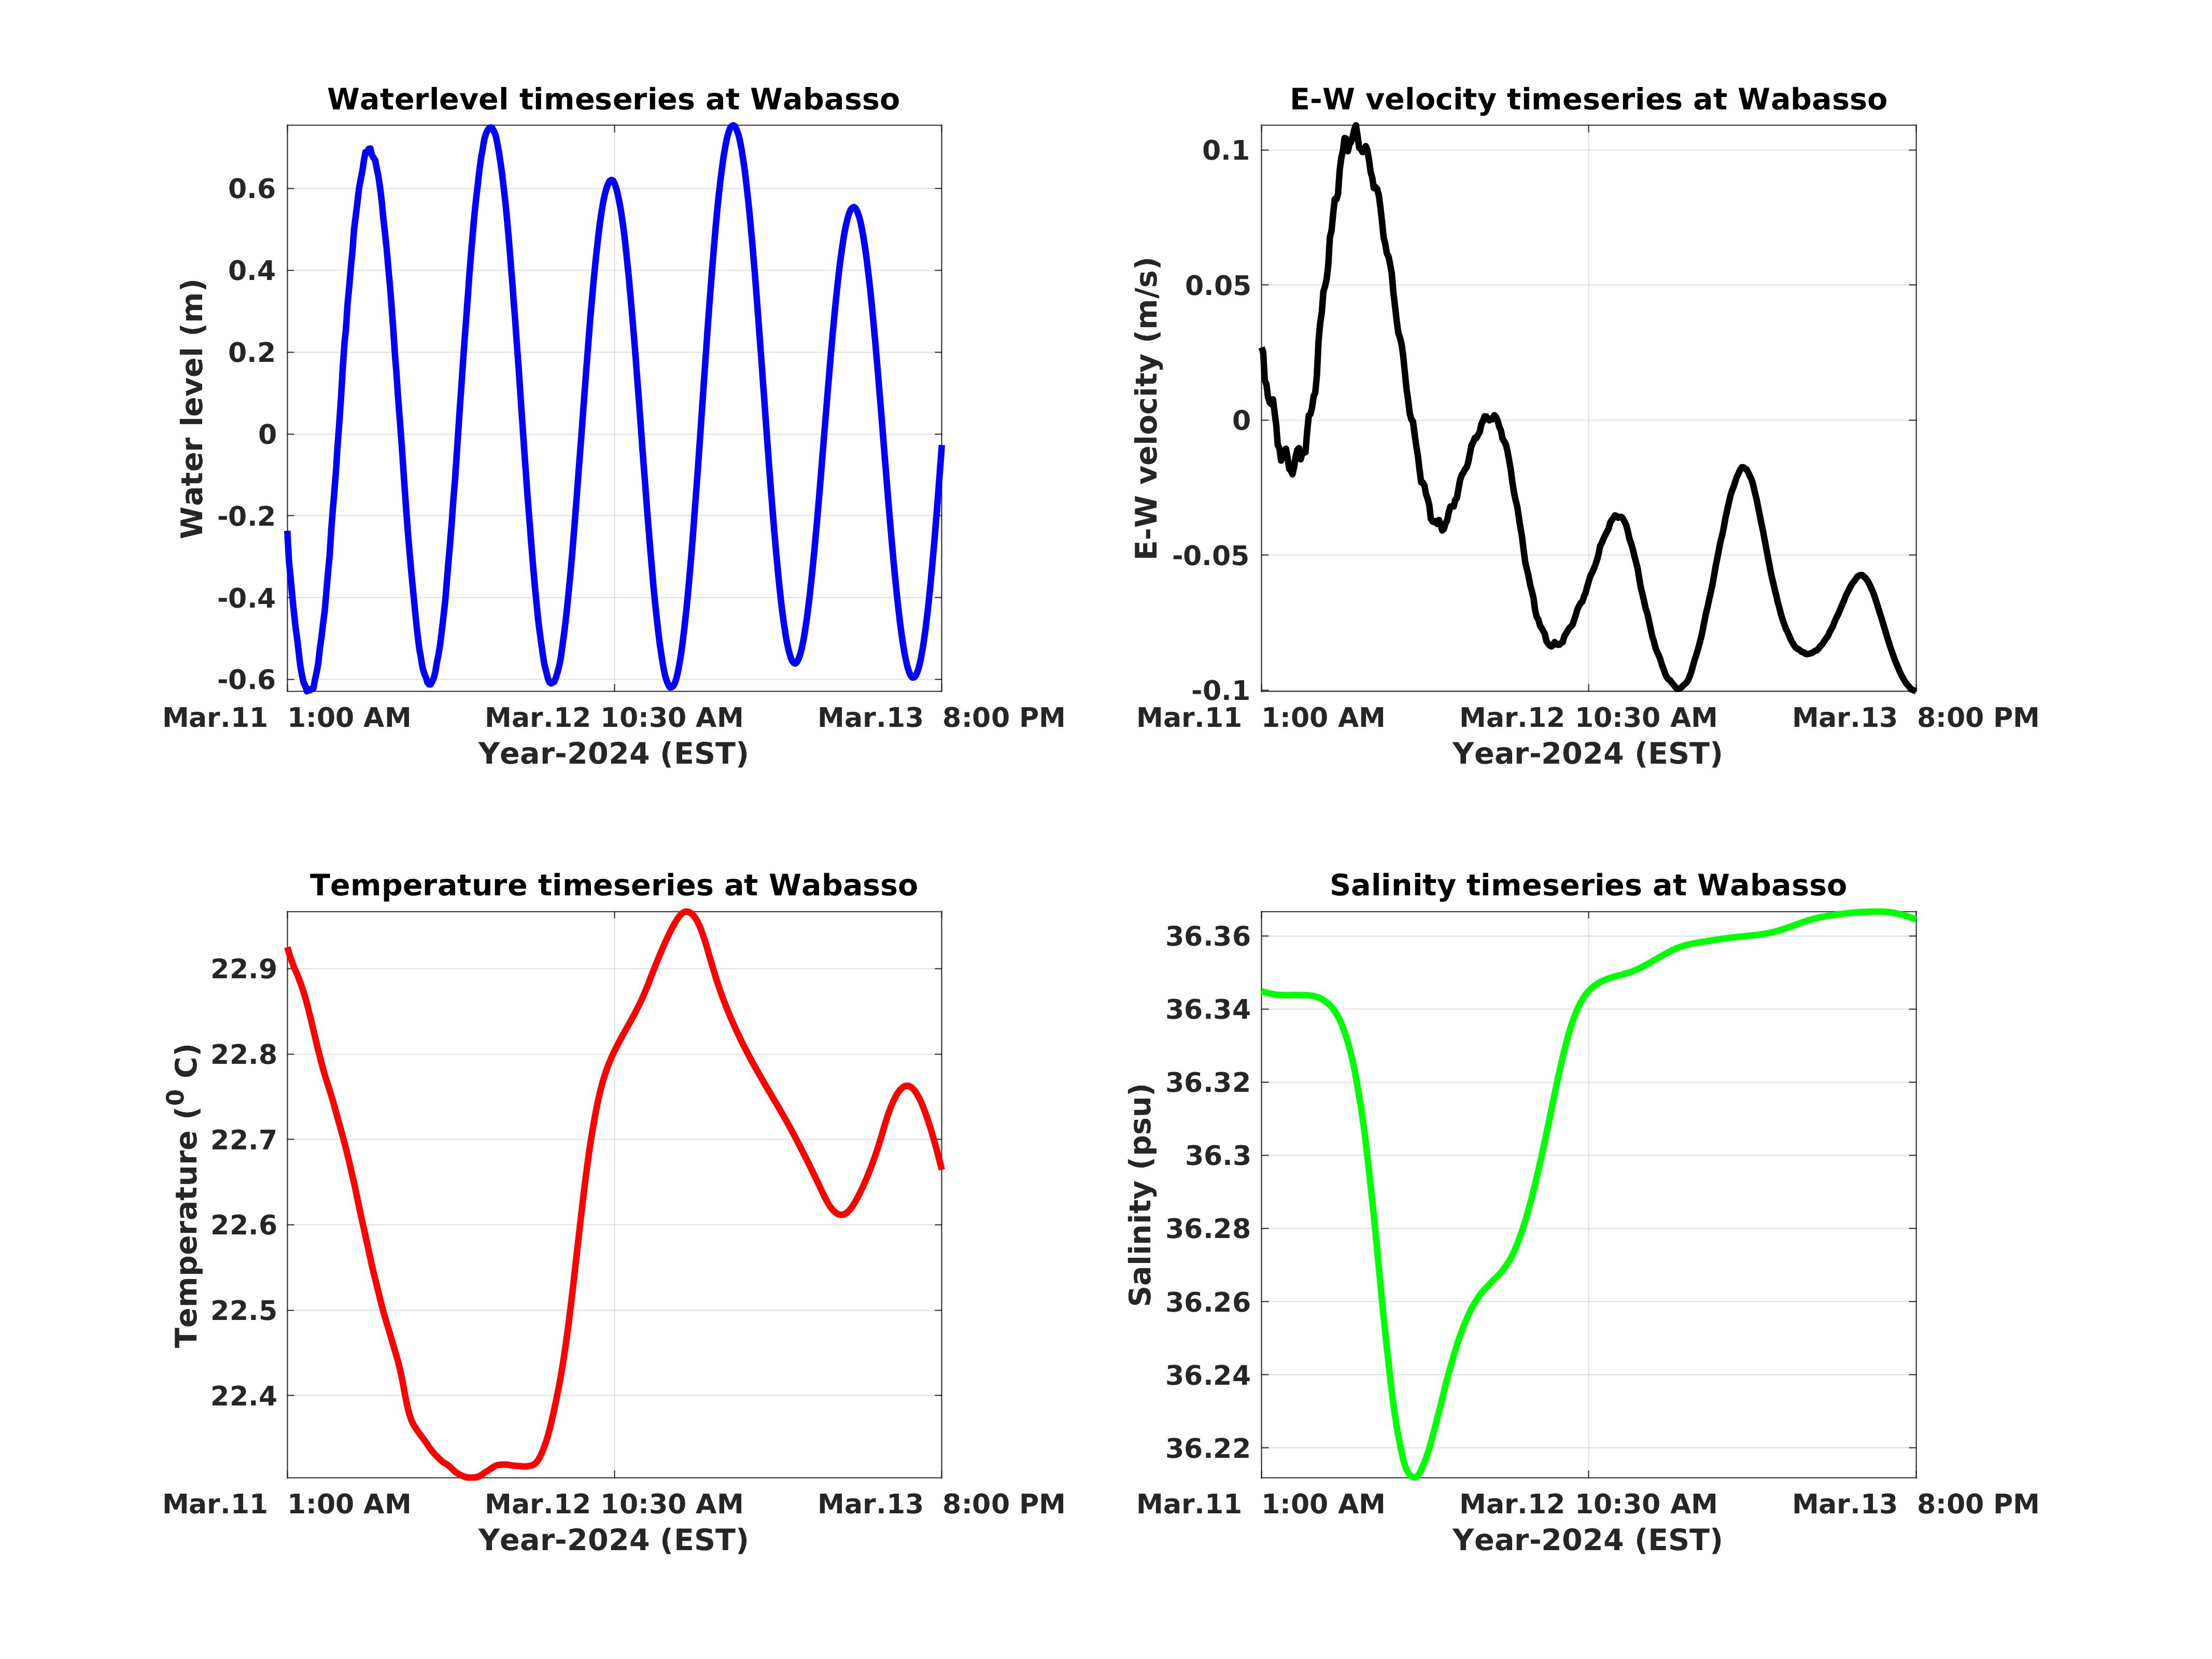 Waterlevel timeseries at Wabasso
0.6
0.4
0.2
0
-0.2
-0.4
-0.6
Water level (m)
Mar.11 1:00 AM Mar.12 10:30 AM Mar.13 8:00 PM
Year-2024 (EST)
E-W velocity timeseries at Wabasso
0.1
0.05
0
-0.05
-0.1
E-W velocity (m/s)
Mar.11 1:00 AM Mar.12 10:30 AM Mar.13 8:00 PM
Year-2024 (EST)
Temperature timeseries at Wabasso
22.9
22.8
22.7
22.6
22.5
22.4
Temperature (⁰ C)
Mar.11 1:00 AM Mar.12 10:30 AM Mar.13 8:00 PM
Year-2024 (EST)
Salinity timeseries at Wabasso
36.36
36.34
36.32
36.3
36.28
36.26
36.24
36.22
Salinity (psu)
Mar.11 1:00 AM Mar.12 10:30 AM Mar.13 8:00 PM
Year-2024 (EST)